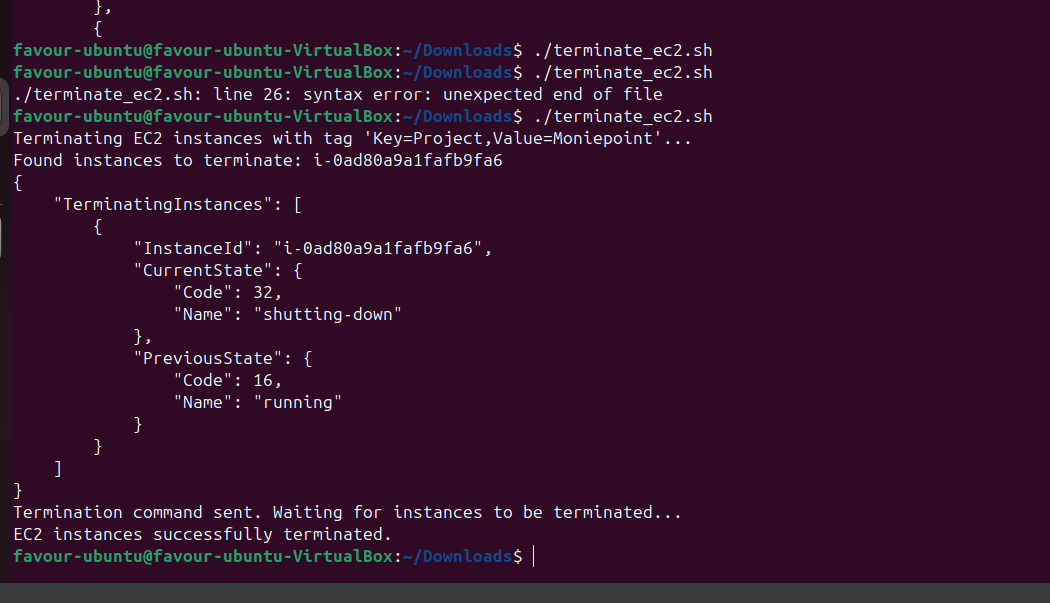 },
        {
favour-ubuntu@favour-ubuntu-VirtualBox:~/Downloads$ ./terminate_ec2.sh
favour-ubuntu@favour-ubuntu-VirtualBox:~/Downloads$ ./terminate_ec2.sh
./terminate_ec2.sh: line 26: syntax error: unexpected end of file
favour-ubuntu@favour-ubuntu-VirtualBox:~/Downloads$ ./terminate_ec2.sh
Terminating EC2 instances with tag 'Key=Project,Value=Moniepoint'...
Found instances to terminate: i-0ad80a9a1fafb9fa6
{
    "TerminatingInstances": [
        {
            "InstanceId": "i-0ad80a9a1fafb9fa6",
            "CurrentState": {
                "Code": 32,
                "Name": "shutting-down"
            },
            "PreviousState": {
                "Code": 16,
                "Name": "running"
            }
        }
    ]
}
Termination command sent. Waiting for instances to be terminated...
EC2 instances successfully terminated.
favour-ubuntu@favour-ubuntu-VirtualBox:~/Downloads$